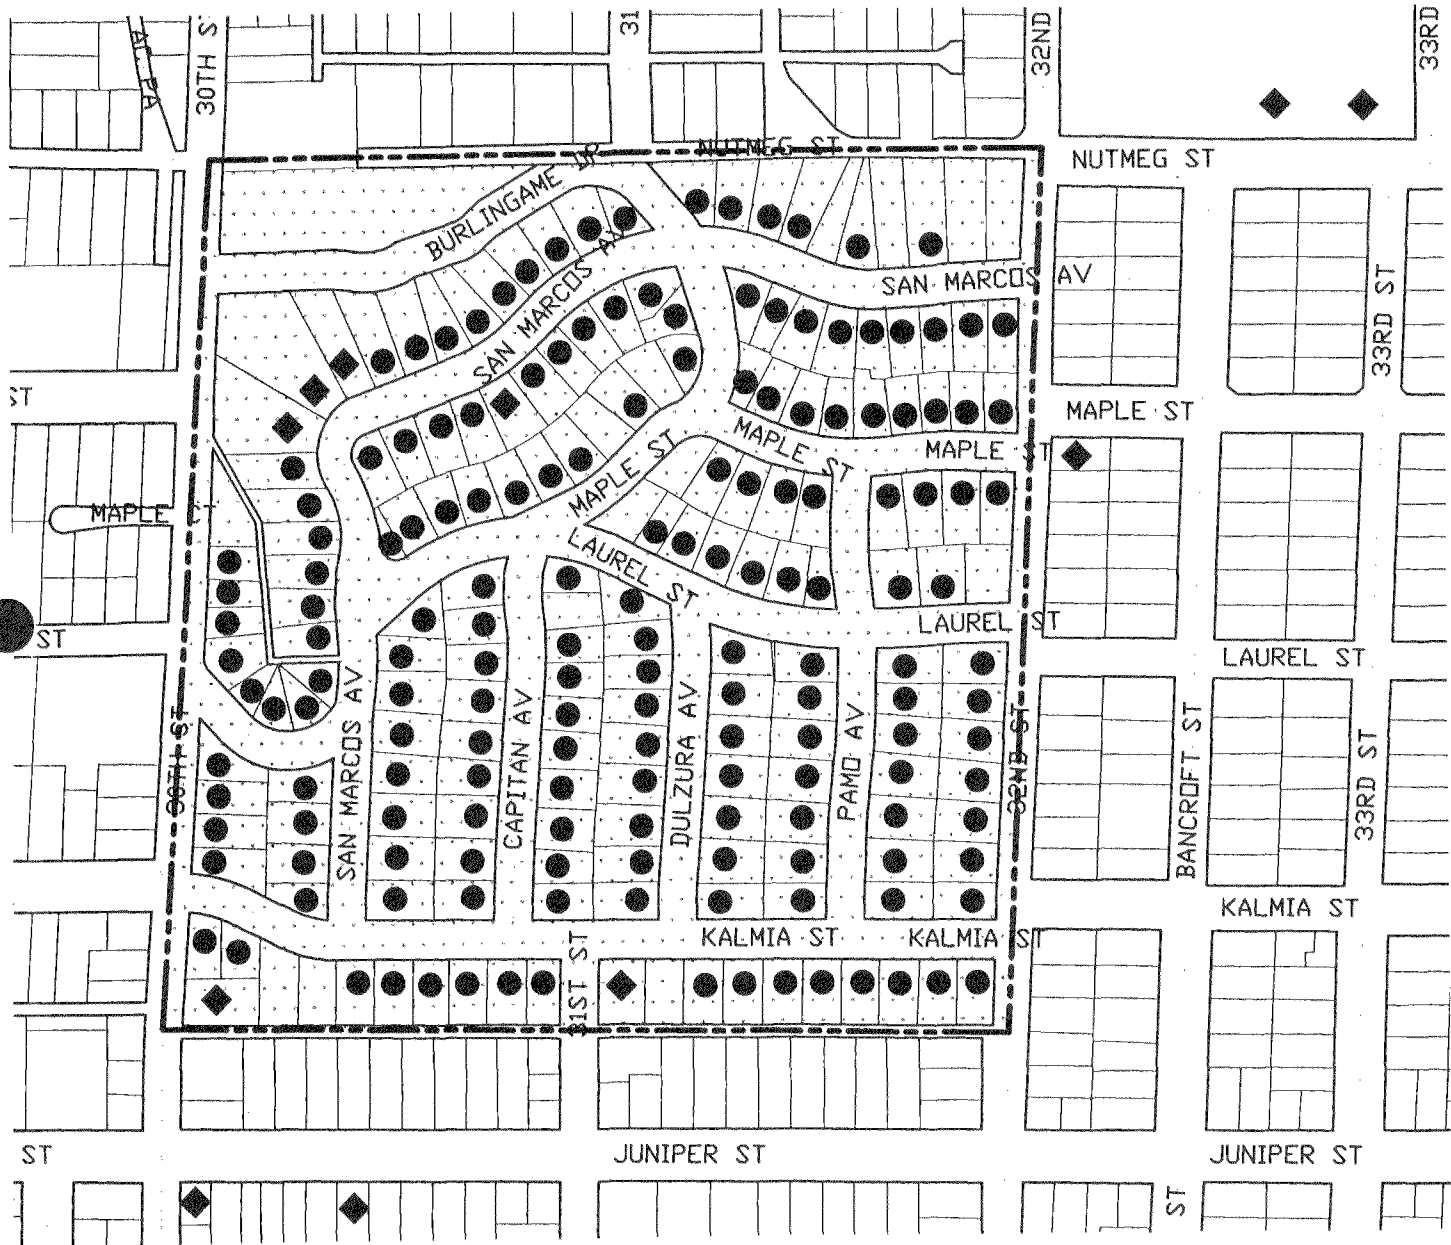 30TH S
31
32ND
33RD
NUTMEG ST
NUTMEG ST
BURLINGAME DR
SAN MARCOS AV
SAN MARCOS AV
33RD ST
ST
MAPLE ST
MAPLE ST
MAPLE ST
MAPLE ST
MAPLE
LAUREL ST
LAUREL ST
ST
LAUREL ST
30TH ST
SAN MARCOS AV
CAPITAN AV
DULZURA AV
PAMO AV
32ND ST
BANCROFT ST
33RD ST
KALMIA ST
KALMIA ST
KALMIA ST
31ST ST
ST
JUNIPER ST
JUNIPER ST
ST